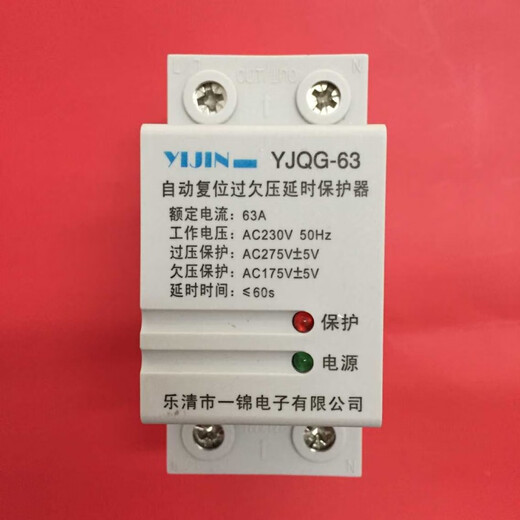 L N
YIJIN YJQG-63
自动复位过欠压延时保护器
额定电流: 63A
工作电压: AC230V 50Hz
过压保护: AC275V±5V
欠压保护: AC175V±5V
延时时间: ≤60s
保护
电源
乐清市一锦电子有限公司
N